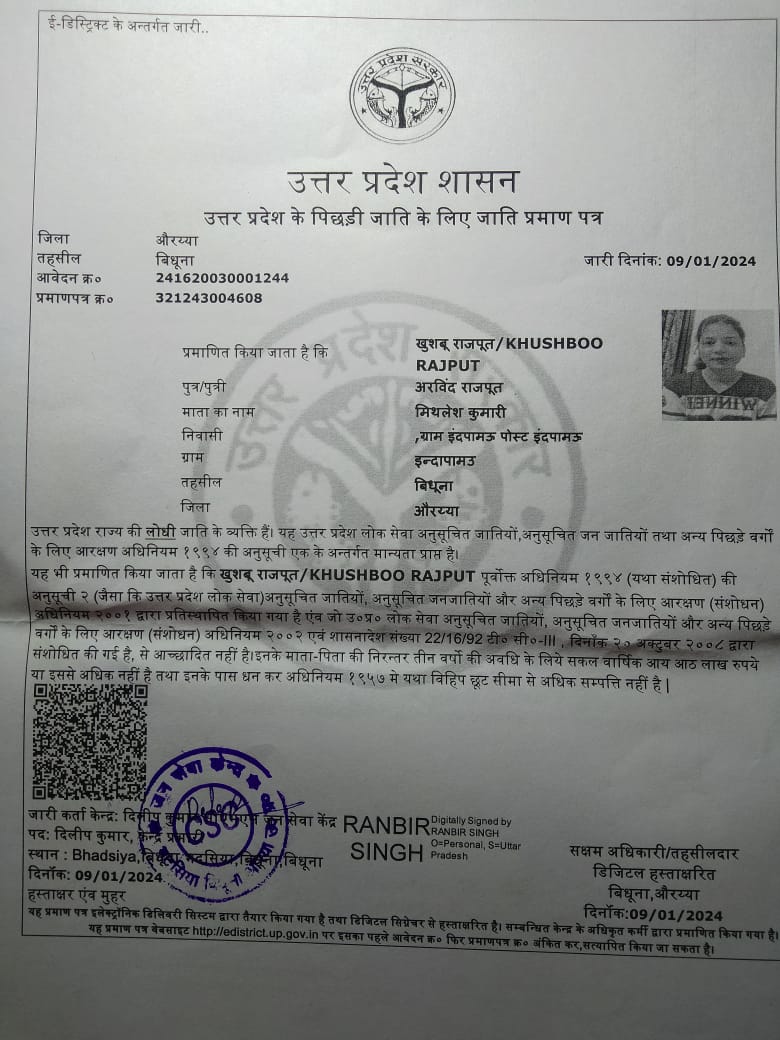 ई-डिस्ट्रिक्ट के अन्तर्गत जारी..
उत्तर प्रदेश सरकार
उत्तर प्रदेश शासन
उत्तर प्रदेश के पिछड़ी जाति के लिए जाति प्रमाण पत्र
जिला औरय्या
तहसील बिधूना जारी दिनांक: 09/01/2024
आवेदन क्र० 241620030001244
प्रमाणपत्र क्र० 321243004608
प्रमाणित किया जाता है कि खुशबू राजपूत/KHUSHBOO
RAJPUT
पुत्र/पुत्री अरविंद राजपूत
माता का नाम मिथलेश कुमारी
निवासी ,ग्राम इंदपामऊ पोस्ट इंदपामऊ
ग्राम इन्दापामउ
तहसील बिधूना
जिला औरय्या
उत्तर प्रदेश राज्य की लोधी जाति के व्यक्ति हैं। यह उत्तर प्रदेश लोक सेवा अनुसूचित जातियों,अनुसूचित जन जातियों तथा अन्य पिछड़े वर्गों
के लिए आरक्षण अधिनियम १९९४ की अनुसूची एक के अन्तर्गत मान्यता प्राप्त है।
यह भी प्रमाणित किया जाता है कि खुशबू राजपूत/KHUSHBOO RAJPUT पूर्वोक्त अधिनियम १९९४ (यथा संशोधित) की
अनुसूची २ (जैसा कि उत्तर प्रदेश लोक सेवा)अनुसूचित जातियों, अनुसूचित जनजातियों और अन्य पिछड़े वर्गों के लिए आरक्षण (संशोधन)
अधिनियम २००१ द्वारा प्रतिस्थापित किया गया है एंव जो उ०प्र० लोक सेवा अनुसूचित जातियों, अनुसूचित जनजातियों और अन्य पिछड़े
वर्गों के लिए आरक्षण (संशोधन) अधिनियम २००२ एवं शासनादेश संख्या 22/16/92 टी० सी०-III , दिनाँक २० अक्टुबर २००८ द्वारा
संशोधित की गई है, से आच्छादित नहीं है।इनके माता-पिता की निरन्तर तीन वर्षो की अवधि के लिये सकल वार्षिक आय आठ लाख रुपये
या इससे अधिक नहीं है तथा इनके पास धन कर अधिनियम १९५७ मे यथा विहिप छूट सीमा से अधिक सम्पत्ति नहीं है |
जन सेवा केन्द्र
CSC
जारी कर्ता केन्द्र: दिलीप कुमार जन सेवा केंद्र
पद: दिलीप कुमार, केन्द्र प्रभारी
स्थान : Bhadsiya,बिधूना,भदसिया,बिधूना,बिधूना
दिनाँक: 09/01/2024
हस्ताक्षर एंव मुहर
RANBIR
SINGH
Digitally Signed by
RANBIR SINGH
O=Personal, S=Uttar
Pradesh
सक्षम अधिकारी/तहसीलदार
डिजिटल हस्ताक्षरित
बिधूना,औरय्या
दिनाँक:09/01/2024
यह प्रमाण पत्र इलेक्ट्रॉनिक डिलिवरी सिस्टम द्वारा तैयार किया गया है तथा डिजिटल सिग्नेचर से हस्ताक्षरित है। सम्बन्धित केन्द्र के अधिकृत कर्मी द्वारा प्रमाणित किया गया है।
यह प्रमाण पत्र वेबसाइट http://edistrict.up.gov.in पर इसका पहले आवेदन क्र० फिर प्रमाणपत्र क्र० अंकित कर,सत्यापित किया जा सकता है।